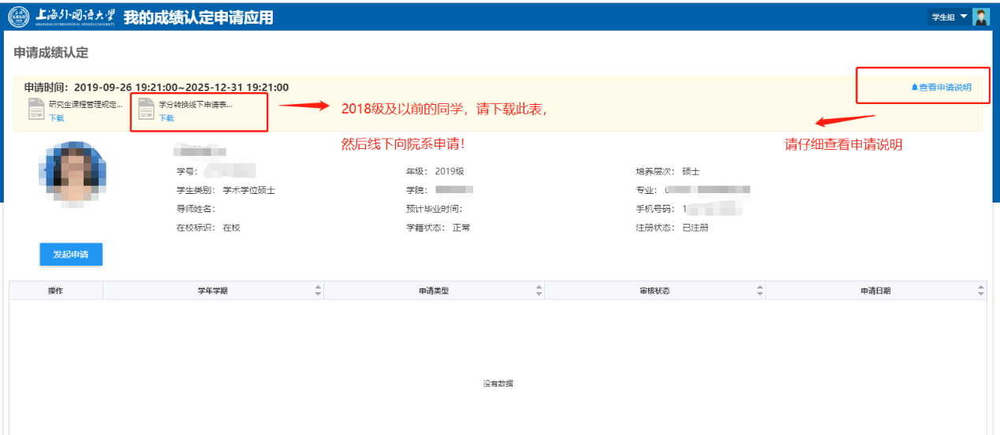 上海外国语大学 我的成绩认定申请应用
SHANGHAI INTERNATIONAL STUDIES UNIVERSITY
学生组
申请成绩认定
申请时间：2019-09-26 19:21:00~2025-12-31 19:21:00
查看申请说明
研究生课程管理规定...
下载
学分转换线下申请表...
下载
2018级及以前的同学，请下载此表，
然后线下向院系申请！
请仔细查看申请说明
学号：
年级： 2019级
培养层次： 硕士
学生类别： 学术学位硕士
学院：
专业：
导师姓名：
预计毕业时间：
手机号码： 1
在校标识： 在校
学籍状态： 正常
注册状态： 已注册
发起申请
操作 学年学期 申请类型 审核状态 申请日期
没有数据